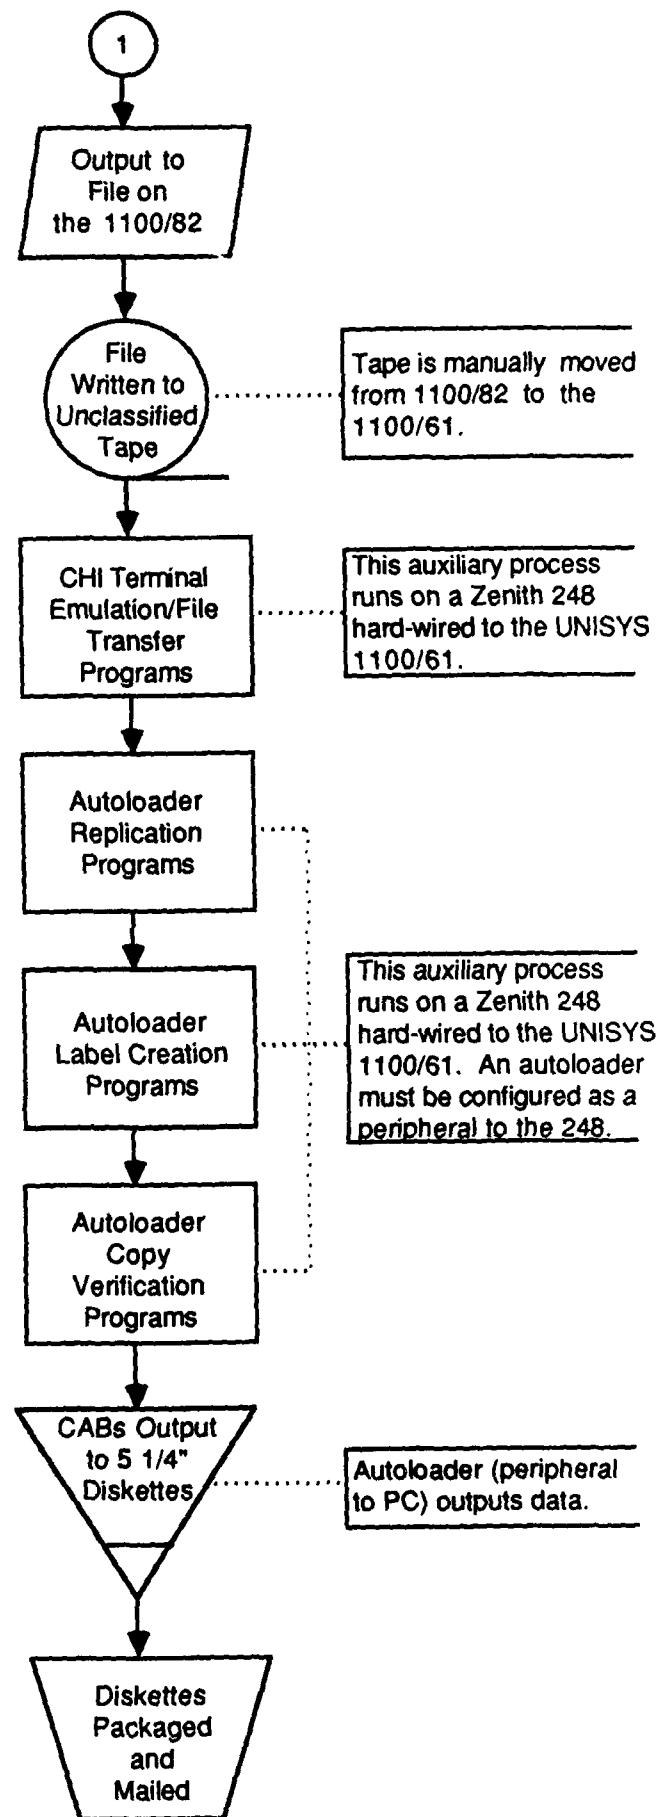 1
Output to
File on
the 1100/82
File
Written to
Unclassified
Tape
Tape is manually moved
from 1100/82 to the
1100/61.
CHI Terminal
Emulation/File
Transfer
Programs
This auxiliary process
runs on a Zenith 248
hard-wired to the UNISYS
1100/61.
Autoloader
Replication
Programs
Autoloader
Label Creation
Programs
This auxiliary process
runs on a Zenith 248
hard-wired to the UNISYS
1100/61. An autoloader
must be configured as a
peripheral to the 248.
Autoloader
Copy
Verification
Programs
CABs Output
to 5 1/4"
Diskettes
Autoloader (peripheral
to PC) outputs data.
Diskettes
Packaged
and
Mailed